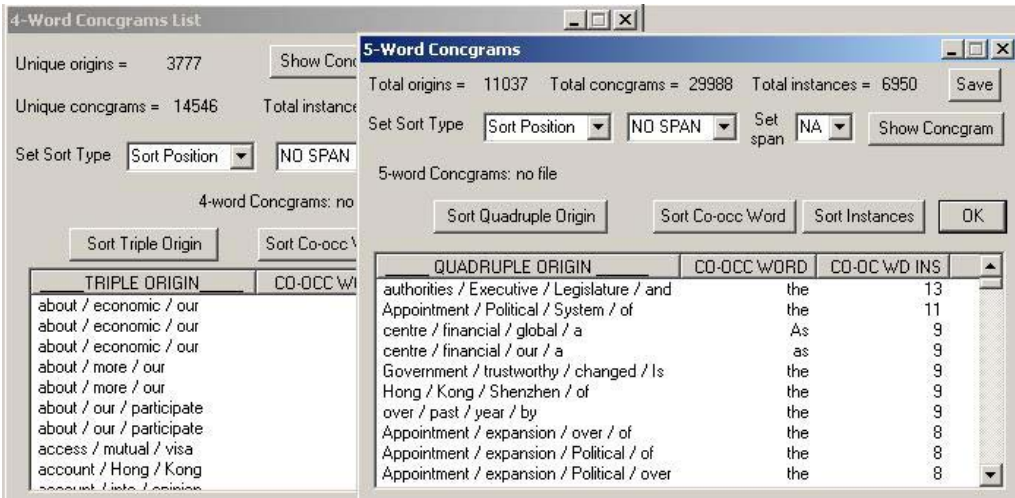 4-Word Concgrams List
Unique origins = 3777 Show Conc
Unique concgrams = 14546 Total instance
Set Sort Type Sort Position NO SPAN
4-word Concgrams: no
Sort Triple Origin Sort Co-occ W
_____TRIPLE ORIGIN_____ CO-OCC W
about / economic / our
about / economic / our
about / economic / our
about / more / our
about / more / our
about / our / participate
about / our / participate
access / mutual / visa
account / Hong / Kong
account / into / opinion
5-Word Concgrams
Total origins = 11037 Total concgrams = 29988 Total instances = 6950 Save
Set Sort Type Sort Position NO SPAN Set span NA Show Concgram
5-word Concgrams: no file
Sort Quadruple Origin Sort Co-occ Word Sort Instances OK
_____QUADRUPLE ORIGIN_____ CO-OCC WORD CO-OC WD INS
authorities / Executive / Legislature / and the 13
Appointment / Political / System / of the 11
centre / financial / global / a As 9
centre / financial / our / a as 9
Government / trustworthy / changed / Is the 9
Hong / Kong / Shenzhen / of the 9
over / past / year / by the 9
Appointment / expansion / over / of the 8
Appointment / expansion / Political / of the 8
Appointment / expansion / Political / over the 8